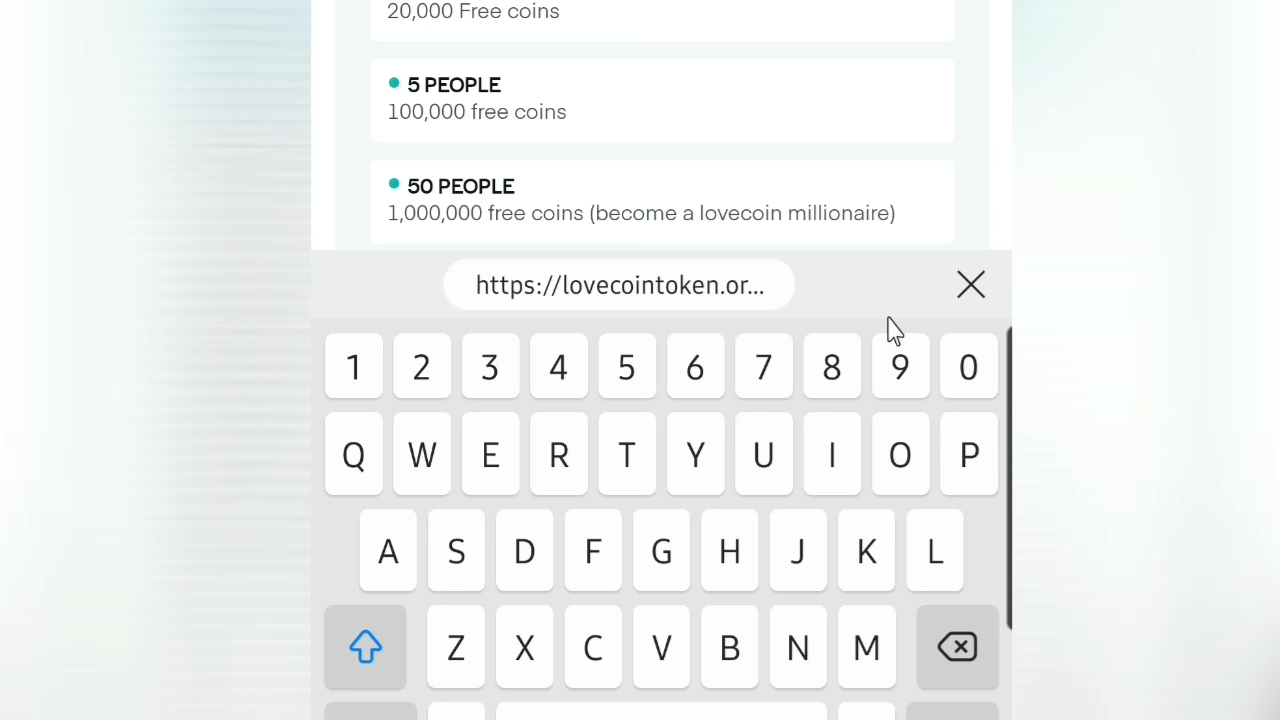 20,000 Free coins
5 PEOPLE
100,000 free coins
50 PEOPLE
1,000,000 free coins (become a lovecoin millionaire)
https://lovecointoken.or...
1 2 3 4 5 6 7 8 9 0
Q W E R T Y U I O P
A S D F G H J K L
Z X C V B N M